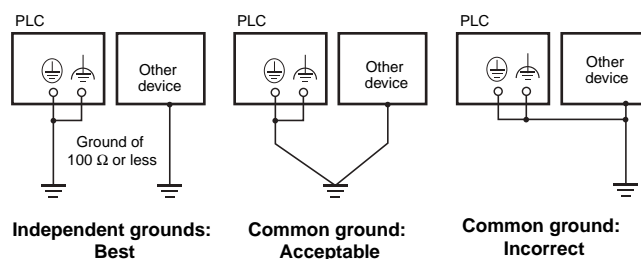 PLC
Other
device
Ground of
100 Ω or less
Independent grounds:
Best
PLC
Other
device
Common ground:
Acceptable
PLC
Other
device
Common ground:
Incorrect